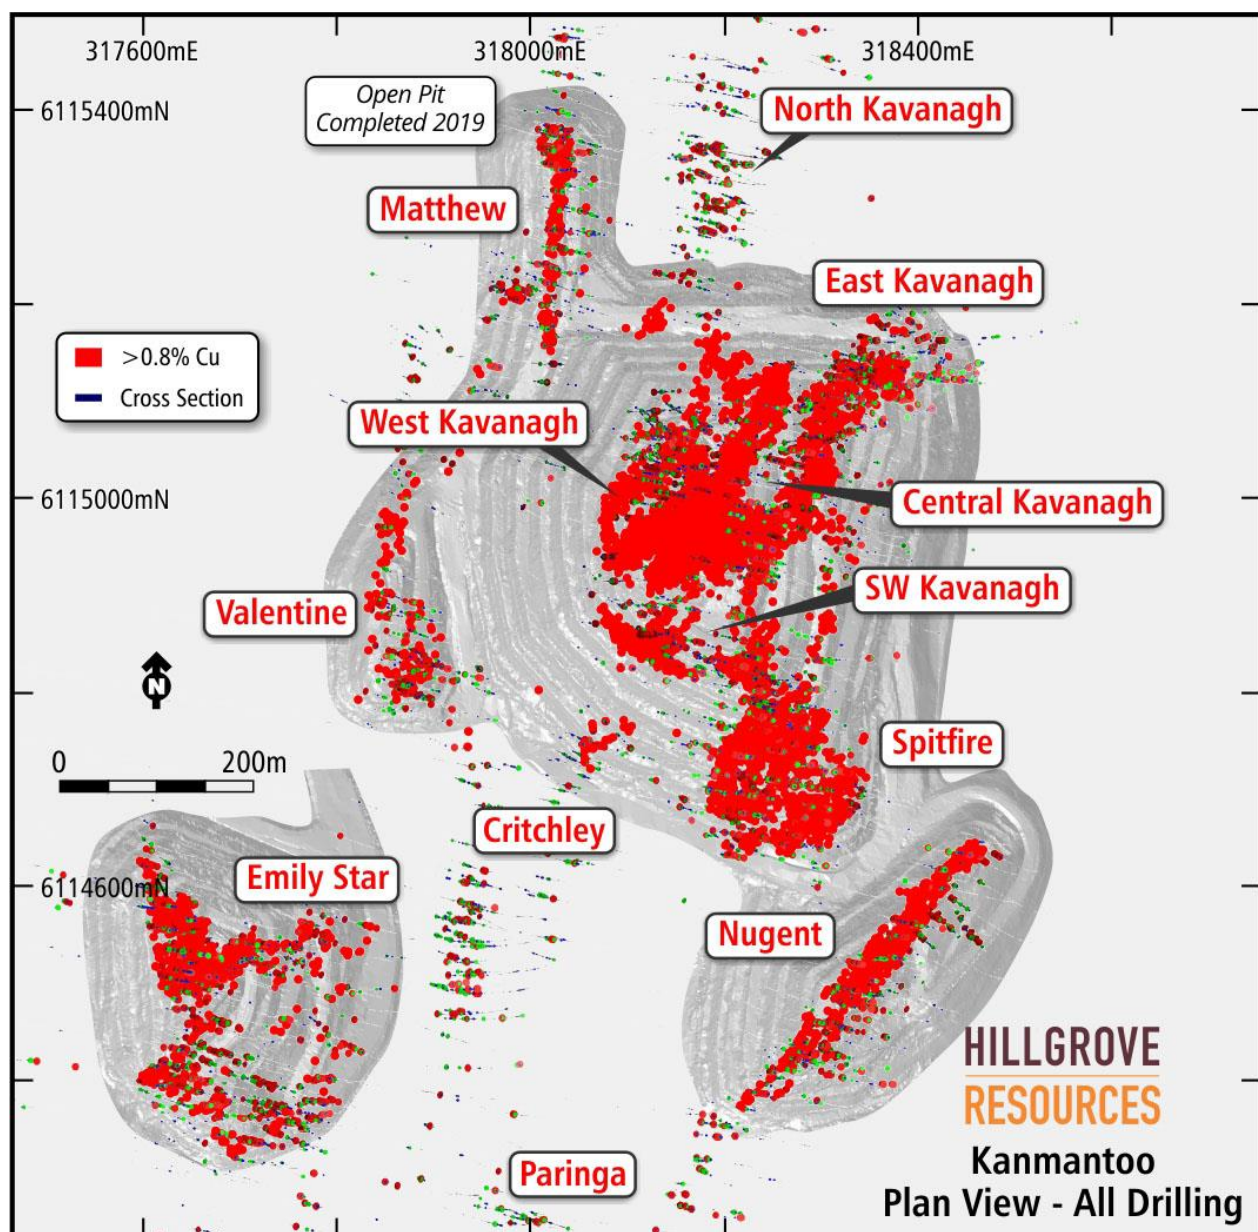 317600mE
318000mE
318400mE
6115400mN
Open Pit
Completed 2019
North Kavanagh
Matthew
East Kavanagh
>0.8% Cu
Cross Section
West Kavanagh
6115000mN
Central Kavanagh
SW Kavanagh
Valentine
N
Spitfire
0
200m
Critchley
Emily Star
6114600mN
Nugent
HILLGROVE
RESOURCES
Paringa
Kanmantoo
Plan View - All Drilling